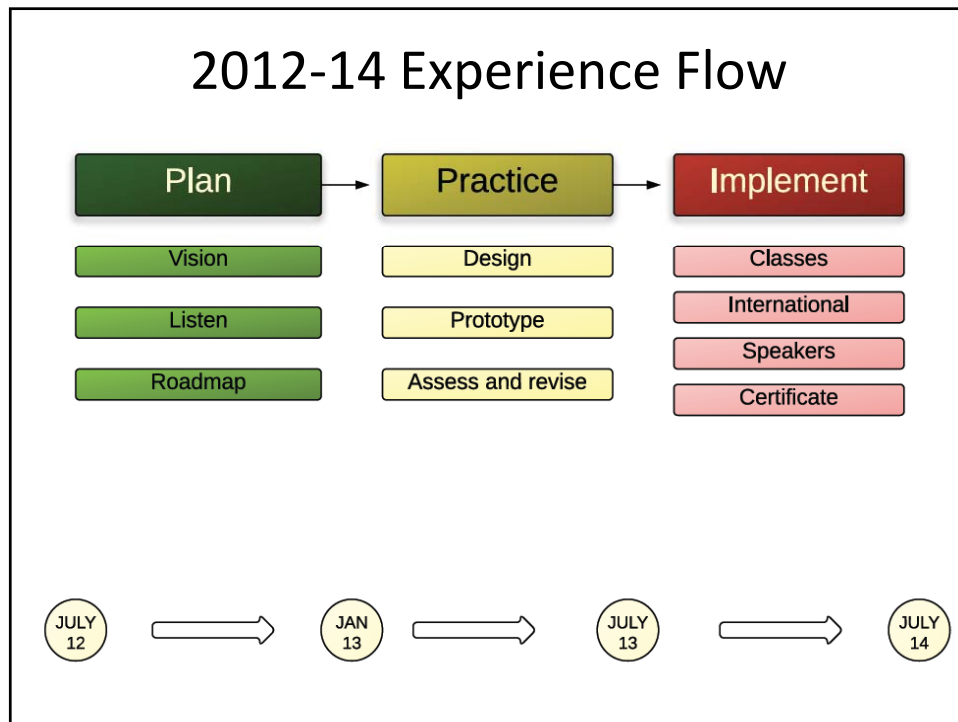 2012-14 Experience Flow
Plan
Practice
Implement
Vision
Design
Classes
Listen
Prototype
International
Roadmap
Assess and revise
Speakers
Certificate
JULY
12
JAN
13
JULY
13
JULY
14